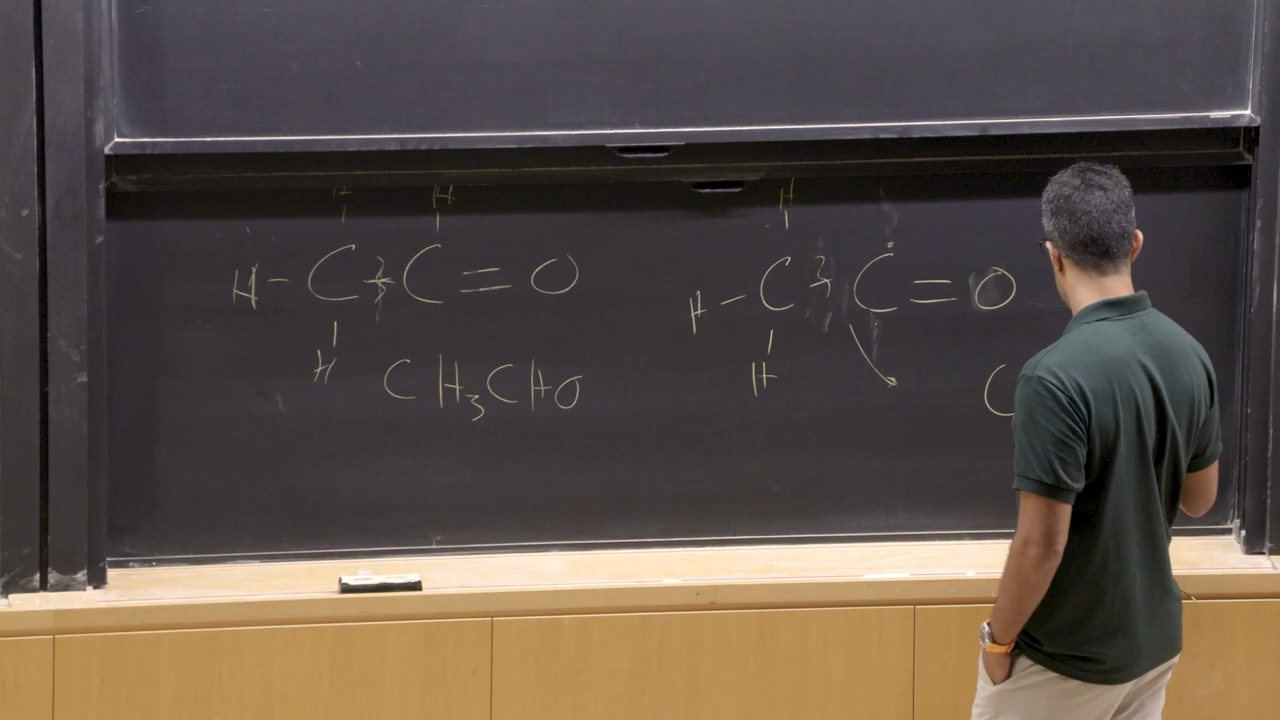 H H H
H - C C = O H - C C = O
H CH₃CHO H C